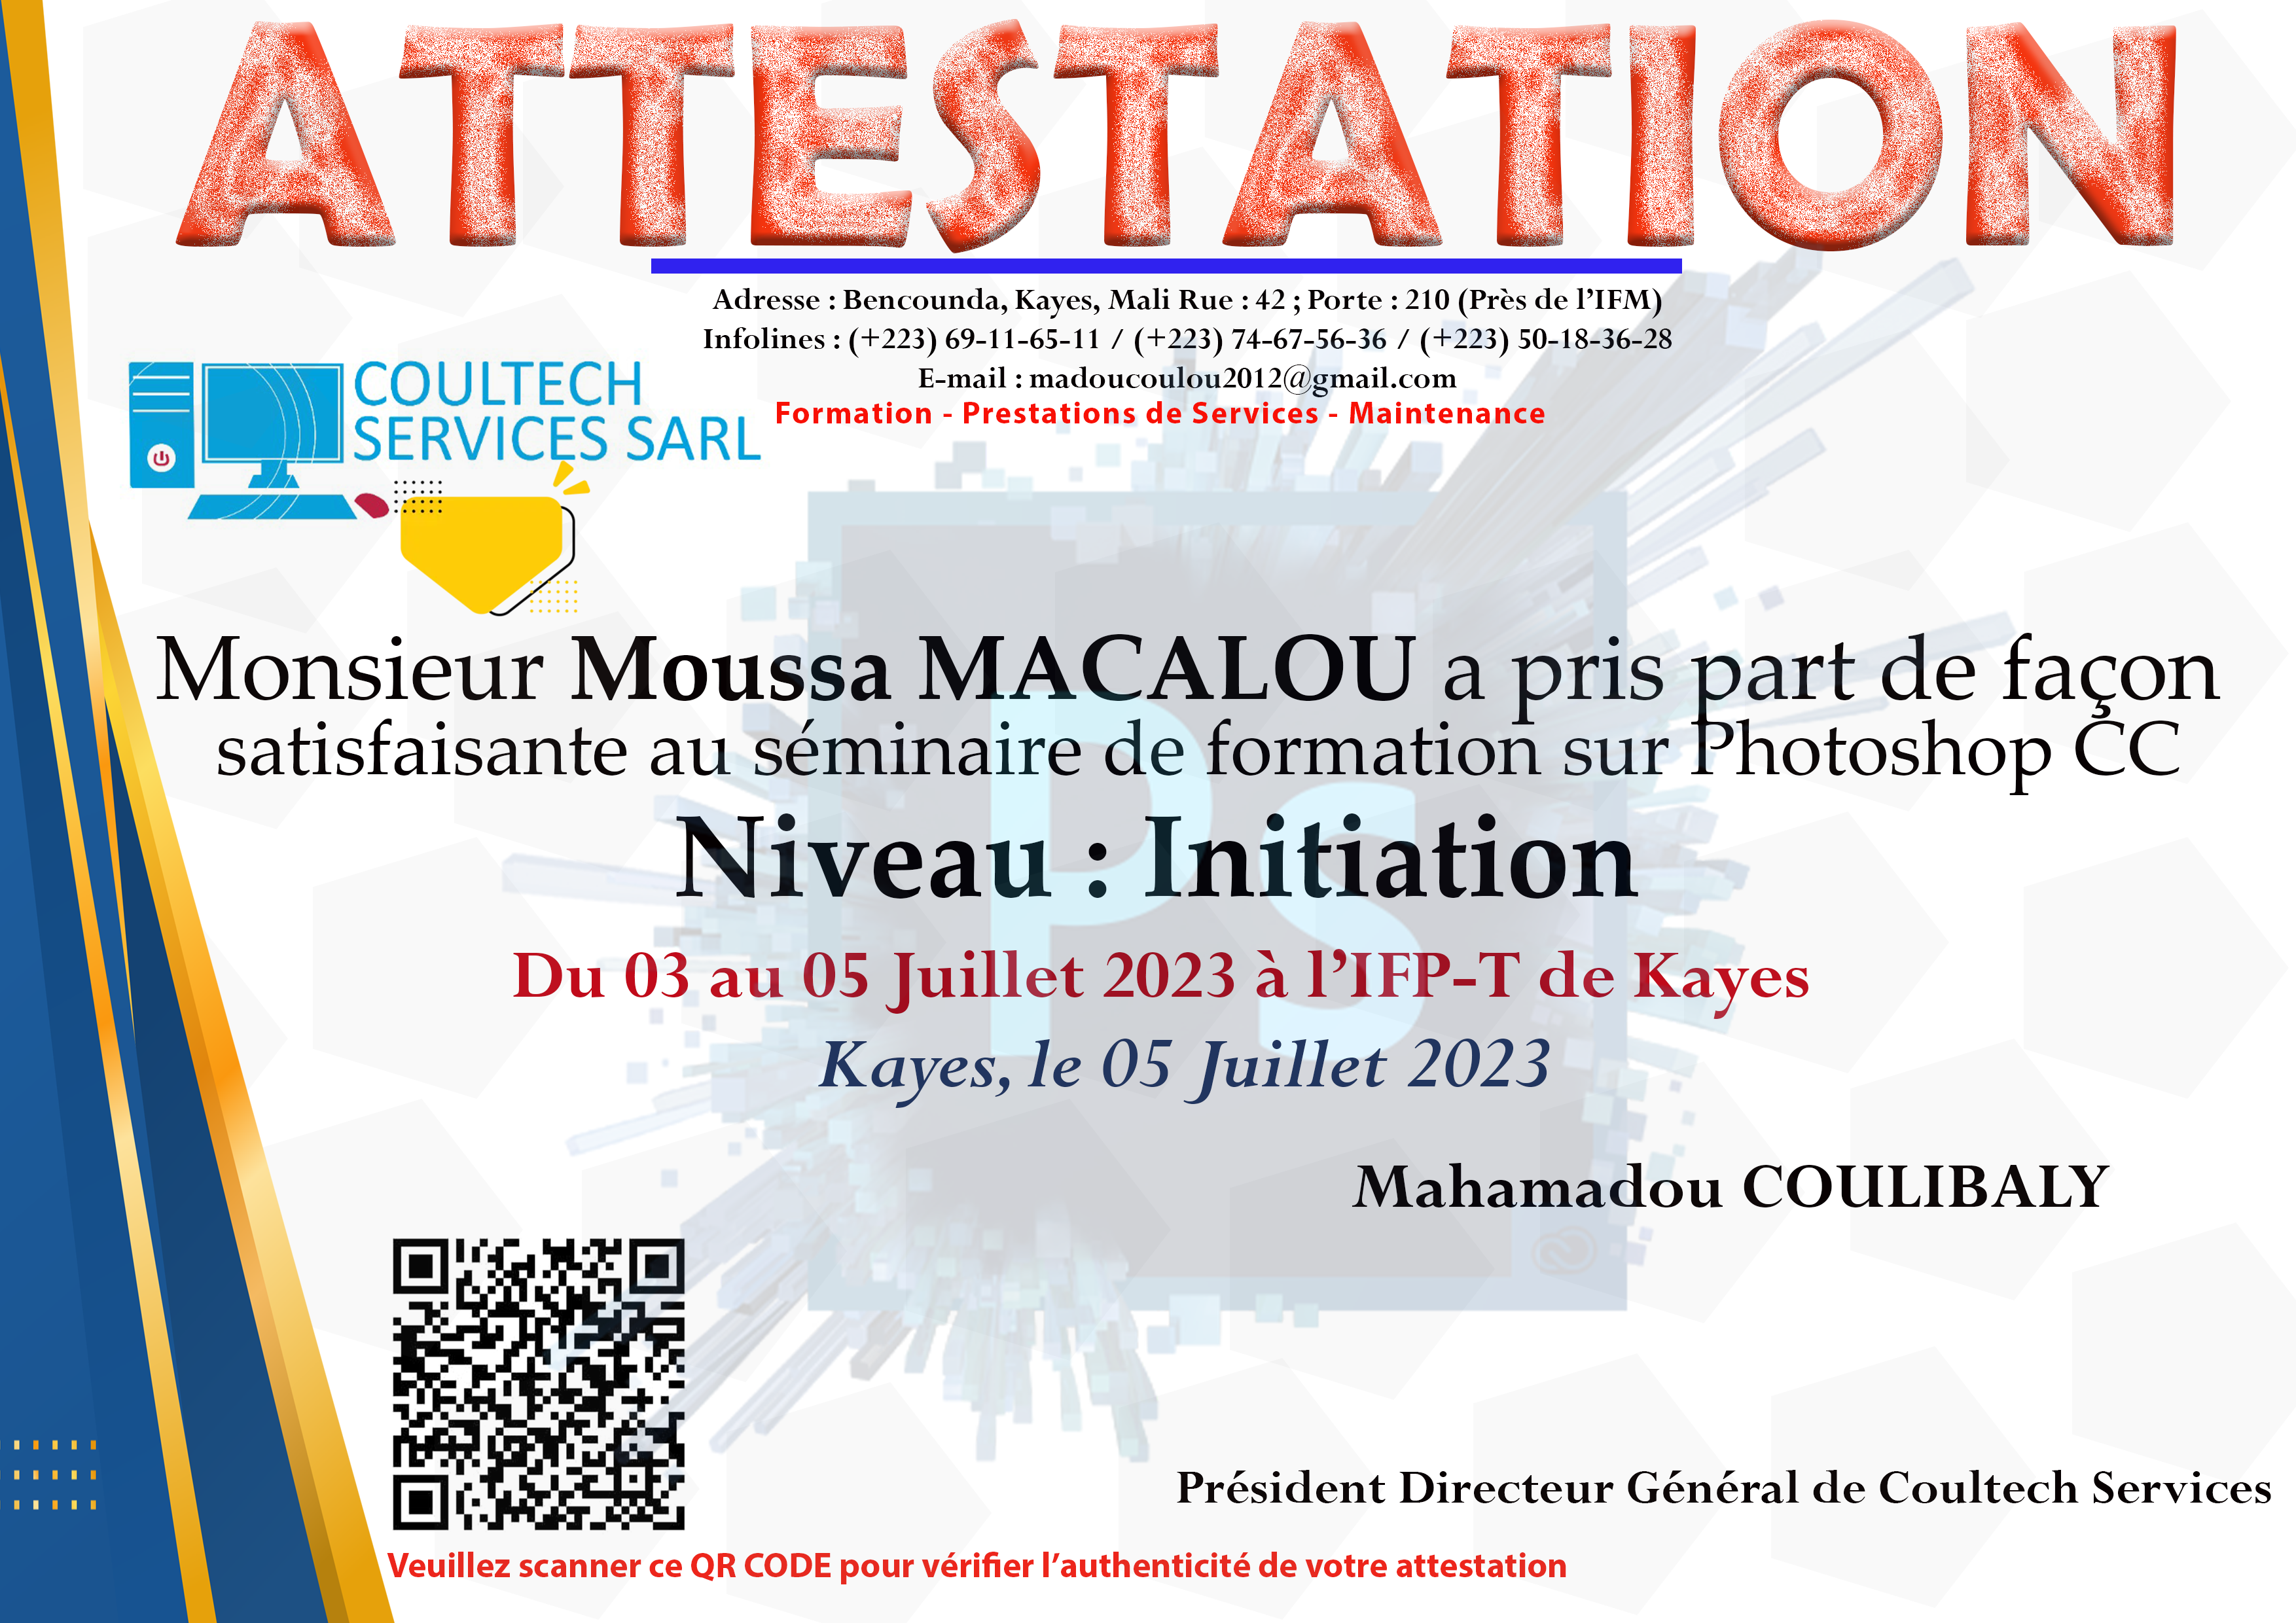 ATTESTATION
Adresse : Bencounda, Kayes, Mali Rue : 42 ; Porte : 210 (Près de l’IFM)
Infolines : (+223) 69-11-65-11 / (+223) 74-67-56-36 / (+223) 50-18-36-28
E-mail : madoucoulou2012@gmail.com
Formation - Prestations de Services - Maintenance
COULTECH
SERVICES SARL
Monsieur Moussa MACALOU a pris part de façon
satisfaisante au séminaire de formation sur Photoshop CC
Niveau : Initiation
Ps
Du 03 au 05 Juillet 2023 à l’IFP-T de Kayes
Kayes, le 05 Juillet 2023
Mahamadou COULIBALY
Président Directeur Général de Coultech Services
Veuillez scanner ce QR CODE pour vérifier l’authenticité de votre attestation